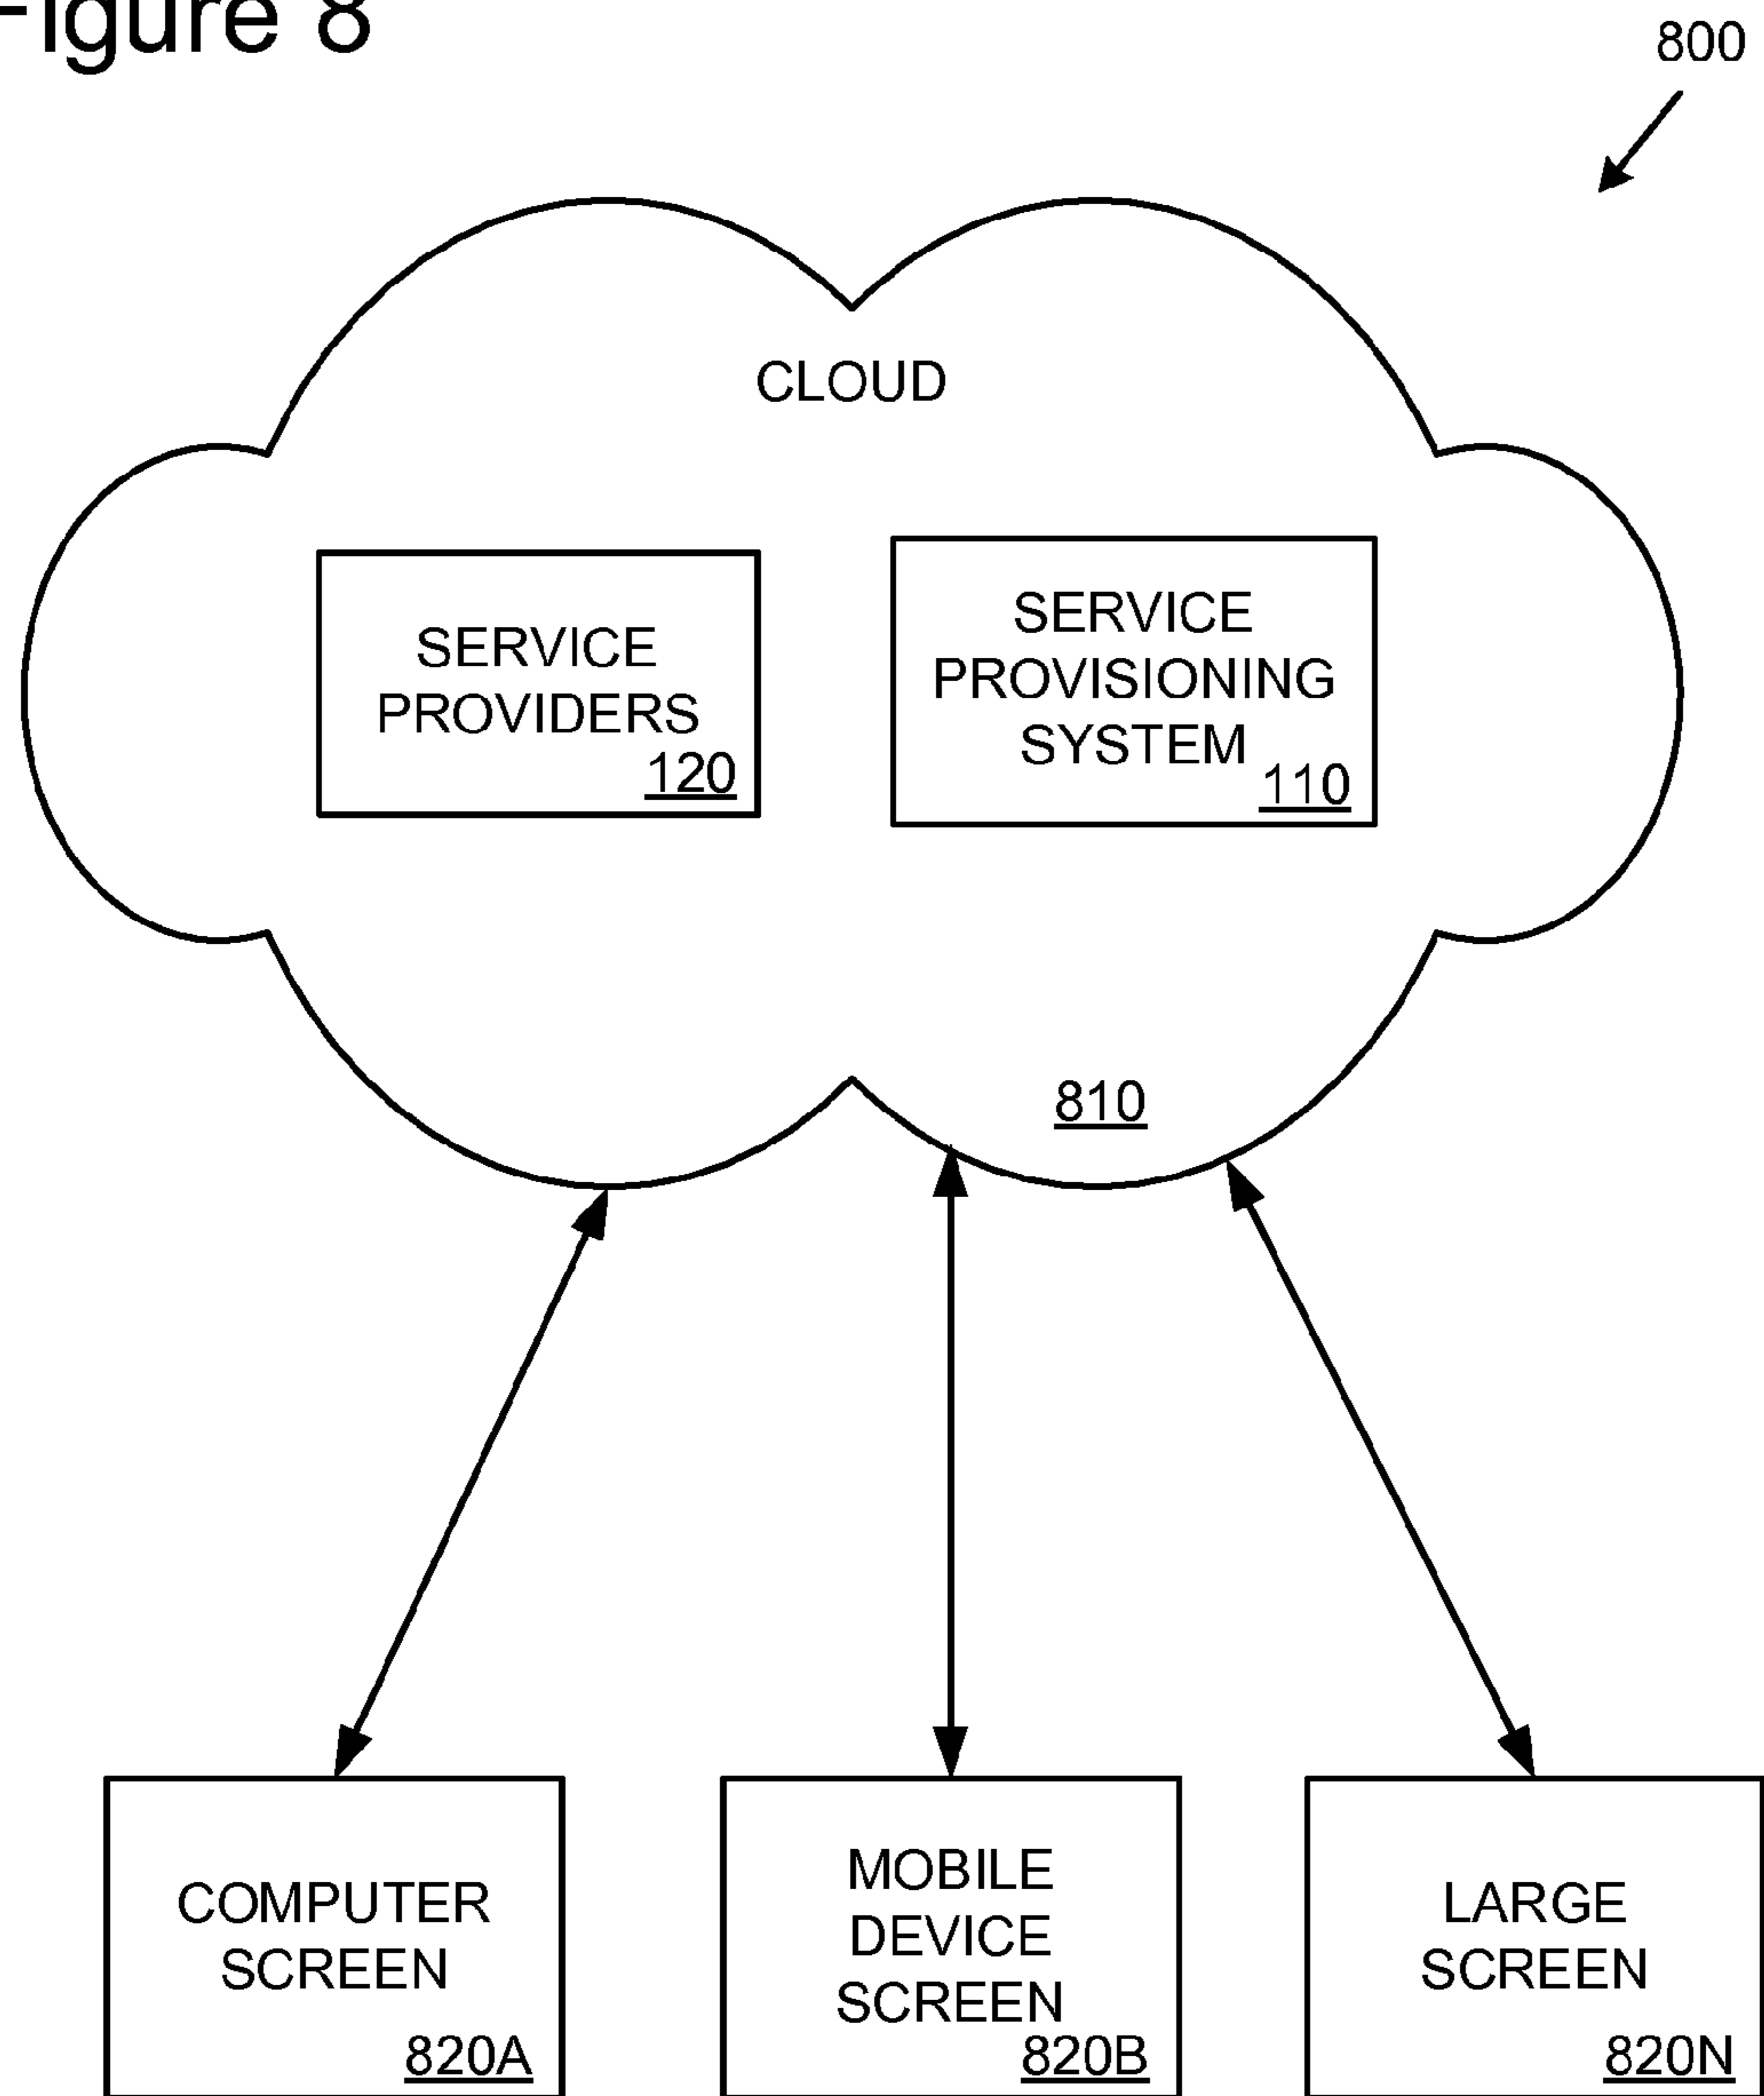 Figure 8
800
CLOUD
SERVICE
PROVIDERS
120
SERVICE
PROVISIONING
SYSTEM
110
810
COMPUTER
SCREEN
820A
MOBILE
DEVICE
SCREEN
820B
LARGE
SCREEN
820N